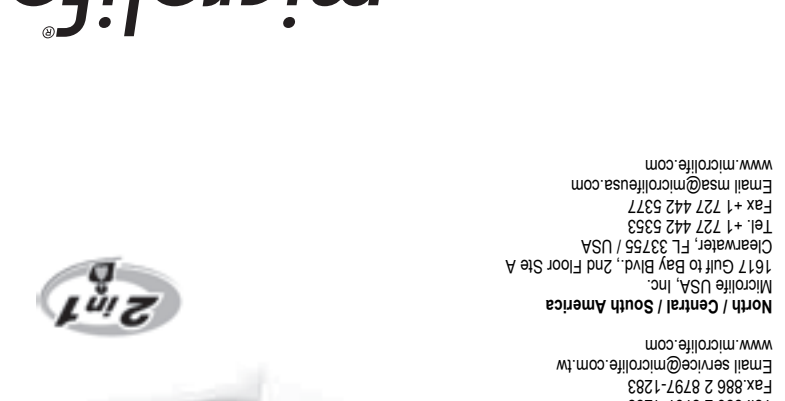 Fax.886 2 8797-1283
Email service@microlife.com.tw
www.microlife.com
North / Central / South America
Microlife USA, Inc.
1617 Gulf to Bay Blvd., 2nd Floor Ste A
Clearwater, FL 33755 / USA
Tel. +1 727 442 5353
Fax +1 727 442 5377
Email msa@microlifeusa.com
www.microlife.com
2 in 1
microlife®